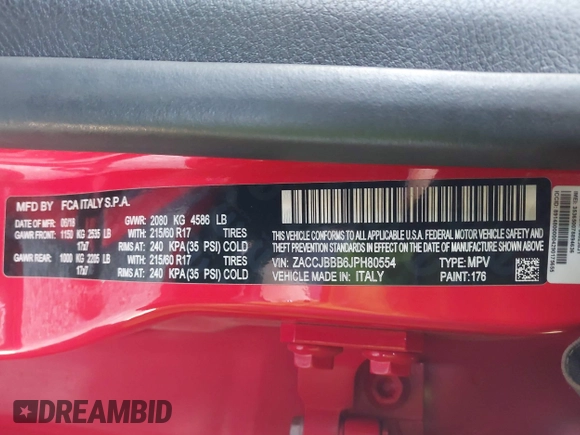 MFD BY FCA ITALY S.P.A.
DATE OF MFR 06/18 GVWR: 2080 KG 4586 LB
GAWR FRONT: 1150 KG 2535 LB WITH: 215/60 R17 TIRES
17x7 RIMS AT: 240 KPA(35 PSI) COLD
GAWR REAR: 1000 KG 2205 LB WITH: 215/60 R17 TIRES
17x7 RIMS AT: 240 KPA(35 PSI) COLD
THIS VEHICLE CONFORMS TO ALL APPLICABLE U.S.A. FEDERAL MOTOR VEHICLE SAFETY, BUMPER, AND
THEFT PREVENTION STANDARDS IN EFFECT ON THE DATE OF MANUFACTURE SHOWN ABOVE.
VIN: ZACCJBBB6JPH80554 TYPE: MPV
VEHICLE MADE IN: ITALY PAINT: 176
DREAMBID